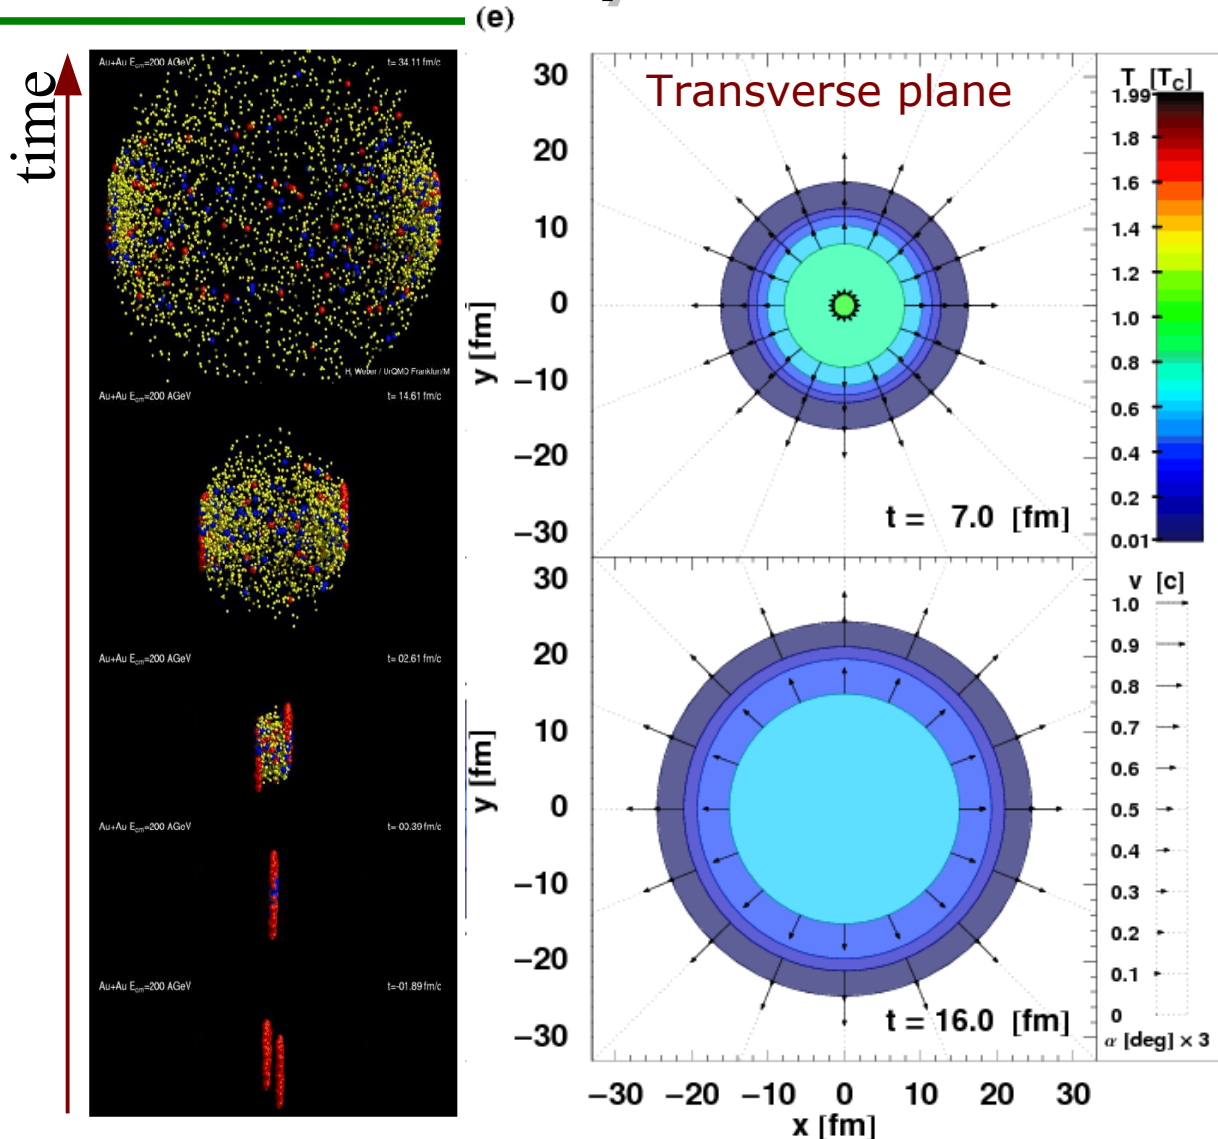 (e)
time
Au+Au E_cm=200 AGeV
t= 34.11 fm/c
H. Weber / UrQMD Frankfurt/M
Au+Au E_cm=200 AGeV
t= 14.61 fm/c
Au+Au E_cm=200 AGeV
t= 02.61 fm/c
Au+Au E_cm=200 AGeV
t= 00.39 fm/c
Au+Au E_cm=200 AGeV
t=-01.89 fm/c
Transverse plane
y [fm]
30
20
10
0
−10
−20
−30
t = 7.0 [fm]
y [fm]
30
20
10
0
−10
−20
−30
t = 16.0 [fm]
−30 −20 −10 0 10 20 30
x [fm]
T [T_C]
1.99
1.8
1.6
1.4
1.2
1.0
0.8
0.6
0.4
0.2
0.01
v [c]
1.0
0.9
0.8
0.7
0.6
0.5
0.4
0.3
0.2
0.1
0
α [deg] × 3